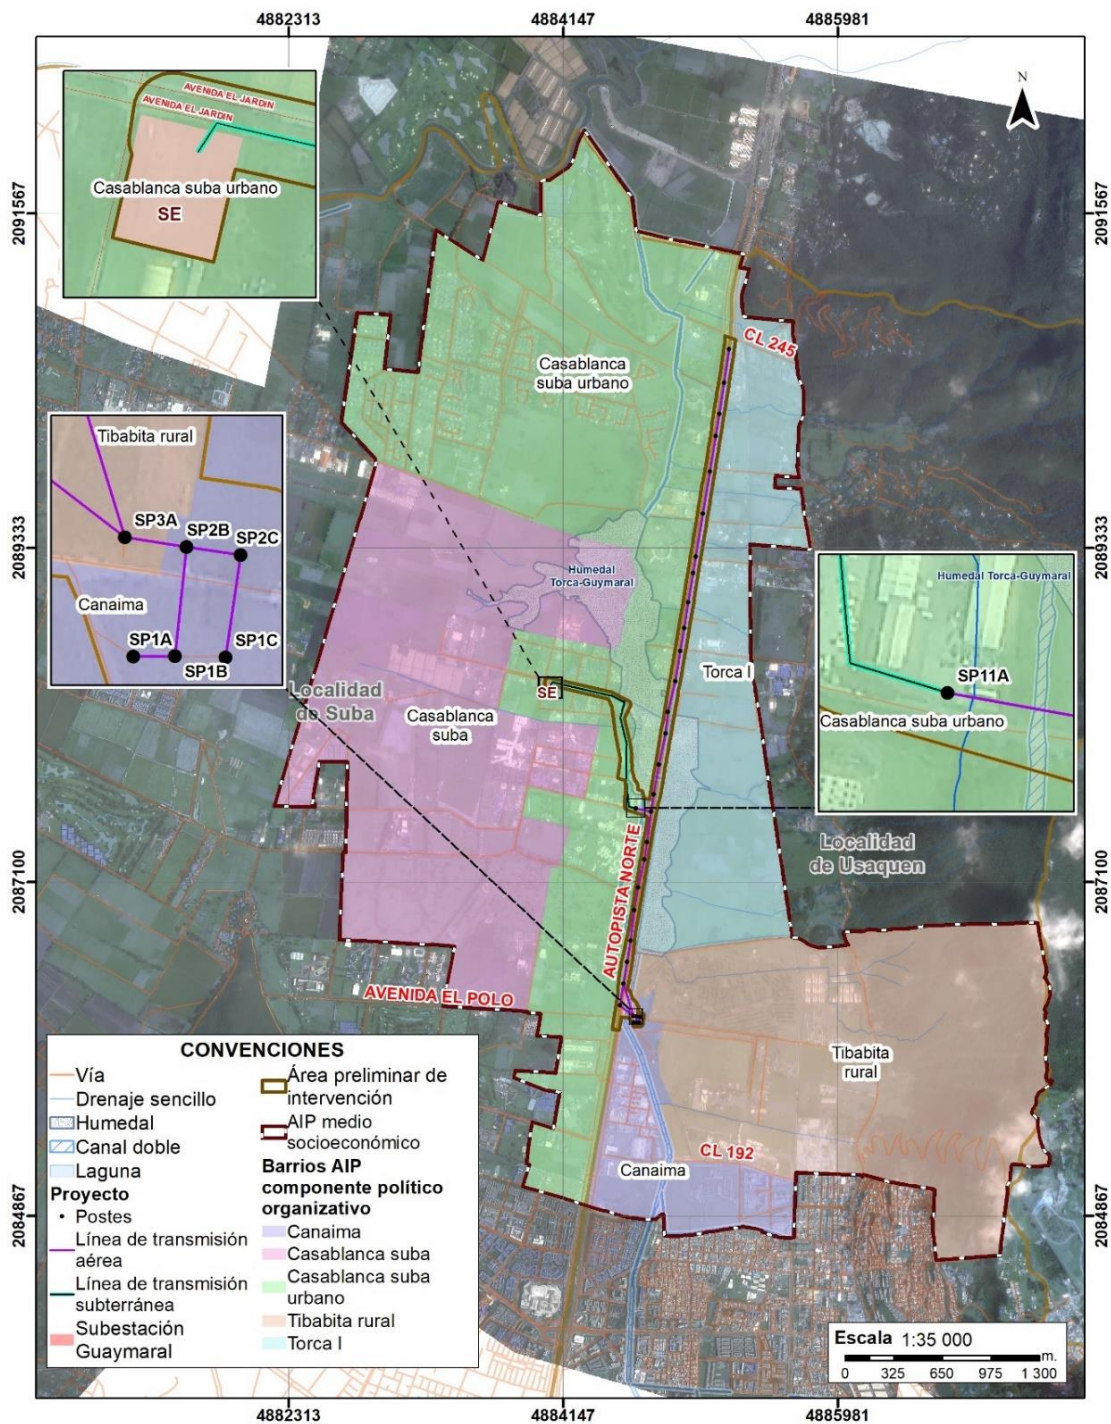 4882313
4884147
4885981
2091567
2089333
2087100
2084867
2091567
2089333
2087100
2084867
N
AVENIDA EL JARDIN
AVENIDA EL JARDIN
Casablanca suba urbano
SE
CL 245
Casablanca
suba urbano
Tibabita rural
SP3A
SP2B
SP2C
Canaima
SP1A
SP1B
SP1C
Humedal
Torca-Guymaral
Humedal Torca-Guymaral
SP11A
Casablanca suba urbano
Torca I
SE
Localidad
de Suba
Casablanca
suba
Localidad
de Usaquen
AUTOPISTA NORTE
AVENIDA EL POLO
Tibabita
rural
CL 192
Canaima
CONVENCIONES
Vía
Drenaje sencillo
Humedal
Canal doble
Laguna
Proyecto
Postes
Línea de transmisión
aérea
Línea de transmisión
subterránea
Subestación
Guaymaral
Área preliminar de
intervención
AIP medio
socioeconómico
Barrios AIP
componente político
organizativo
Canaima
Casablanca suba
Casablanca suba
urbano
Tibabita rural
Torca I
Escala 1:35 000
m.
0 325 650 975 1 300
4882313
4884147
4885981